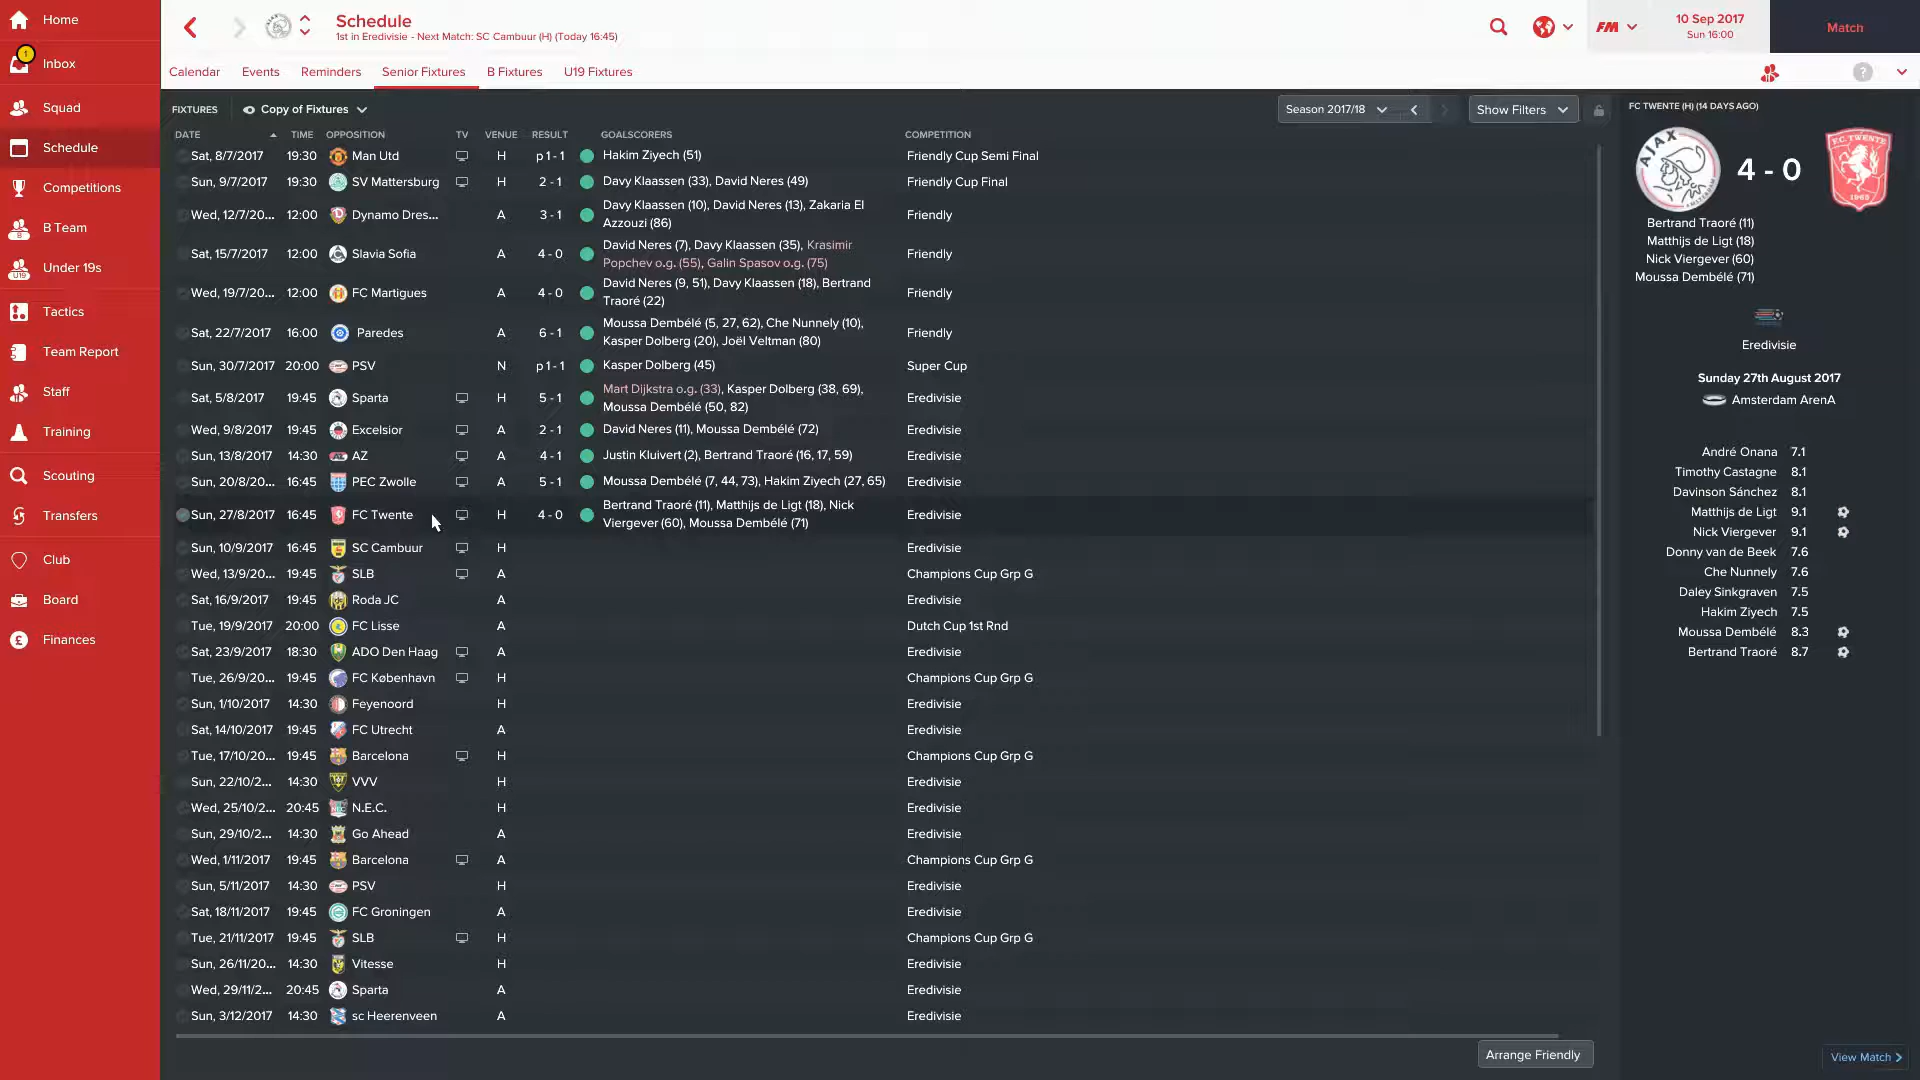 Home
1
Inbox
Squad
Schedule
Competitions
B Team
Under 19s
Tactics
Team Report
Staff
Training
Scouting
Transfers
Club
Board
Finances
Schedule
1st in Eredivisie - Next Match: SC Cambuur (H) (Today 16:45)
FM
10 Sep 2017
Sun 16:00
Match
Calendar Events Reminders Senior Fixtures B Fixtures U19 Fixtures
?
FIXTURES Copy of Fixtures Season 2017/18 Show Filters
DATE TIME OPPOSITION TV VENUE RESULT GOALSCORERS COMPETITION
Sat, 8/7/2017 19:30 Man Utd H p 1 - 1 Hakim Ziyech (51) Friendly Cup Semi Final
Sun, 9/7/2017 19:30 SV Mattersburg H 2 - 1 Davy Klaassen (33), David Neres (49) Friendly Cup Final
Wed, 12/7/20... 12:00 Dynamo Dres... A 3 - 1 Davy Klaassen (10), David Neres (13), Zakaria El Friendly
Azzouzi (86)
Sat, 15/7/2017 12:00 Slavia Sofia A 4 - 0 David Neres (7), Davy Klaassen (35), Krasimir Friendly
Popchev o.g. (55), Galin Spasov o.g. (75)
Wed, 19/7/20... 12:00 FC Martigues A 4 - 0 David Neres (9, 51), Davy Klaassen (18), Bertrand Friendly
Traoré (22)
Sat, 22/7/2017 16:00 Paredes A 6 - 1 Moussa Dembélé (5, 27, 62), Che Nunnely (10), Friendly
Kasper Dolberg (20), Joël Veltman (80)
Sun, 30/7/2017 20:00 PSV N p 1 - 1 Kasper Dolberg (45) Super Cup
Sat, 5/8/2017 19:45 Sparta H 5 - 1 Mart Dijkstra o.g. (33), Kasper Dolberg (38, 69), Eredivisie
Moussa Dembélé (50, 82)
Wed, 9/8/2017 19:45 Excelsior A 2 - 1 David Neres (11), Moussa Dembélé (72) Eredivisie
Sun, 13/8/2017 14:30 AZ A 4 - 1 Justin Kluivert (2), Bertrand Traoré (16, 17, 59) Eredivisie
Sun, 20/8/20... 16:45 PEC Zwolle A 5 - 1 Moussa Dembélé (7, 44, 73), Hakim Ziyech (27, 65) Eredivisie
Sun, 27/8/2017 16:45 FC Twente H 4 - 0 Bertrand Traoré (11), Matthijs de Ligt (18), Nick Eredivisie
Viergever (60), Moussa Dembélé (71)
Sun, 10/9/2017 16:45 SC Cambuur H Eredivisie
Wed, 13/9/20... 19:45 SLB A Champions Cup Grp G
Sat, 16/9/2017 19:45 Roda JC A Eredivisie
Tue, 19/9/2017 20:00 FC Lisse A Dutch Cup 1st Rnd
Sat, 23/9/2017 18:30 ADO Den Haag A Eredivisie
Tue, 26/9/20... 19:45 FC København H Champions Cup Grp G
Sun, 1/10/2017 14:30 Feyenoord H Eredivisie
Sat, 14/10/2017 19:45 FC Utrecht A Eredivisie
Tue, 17/10/20... 19:45 Barcelona H Champions Cup Grp G
Sun, 22/10/2... 14:30 VVV H Eredivisie
Wed, 25/10/2... 20:45 N.E.C. H Eredivisie
Sun, 29/10/2... 14:30 Go Ahead A Eredivisie
Wed, 1/11/2017 19:45 Barcelona A Champions Cup Grp G
Sun, 5/11/2017 14:30 PSV H Eredivisie
Sat, 18/11/2017 19:45 FC Groningen A Eredivisie
Tue, 21/11/2017 19:45 SLB H Champions Cup Grp G
Sun, 26/11/20... 14:30 Vitesse H Eredivisie
Wed, 29/11/2... 20:45 Sparta A Eredivisie
Sun, 3/12/2017 14:30 sc Heerenveen A Eredivisie
Arrange Friendly
FC TWENTE (H) (14 DAYS AGO)
AJAX 4 - 0 F.C. TWENTE 1965
Bertrand Traoré (11)
Matthijs de Ligt (18)
Nick Viergever (60)
Moussa Dembélé (71)
Eredivisie
Sunday 27th August 2017
Amsterdam ArenA
André Onana 7.1
Timothy Castagne 8.1
Davinson Sánchez 8.1
Matthijs de Ligt 9.1
Nick Viergever 9.1
Donny van de Beek 7.6
Che Nunnely 7.6
Daley Sinkgraven 7.5
Hakim Ziyech 7.5
Moussa Dembélé 8.3
Bertrand Traoré 8.7
View Match